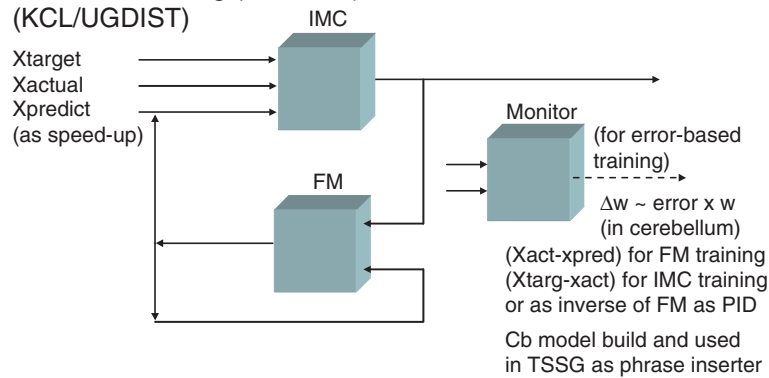 (KCL/UGDIST)
IMC
Xtarget
Xactual
Xpredict
(as speed-up)
Monitor
(for error-based
training)
FM
Δw ~ error x w
(in cerebellum)
(Xact-xpred) for FM training
(Xtarg-xact) for IMC training
or as inverse of FM as PID
Cb model build and used
in TSSG as phrase inserter